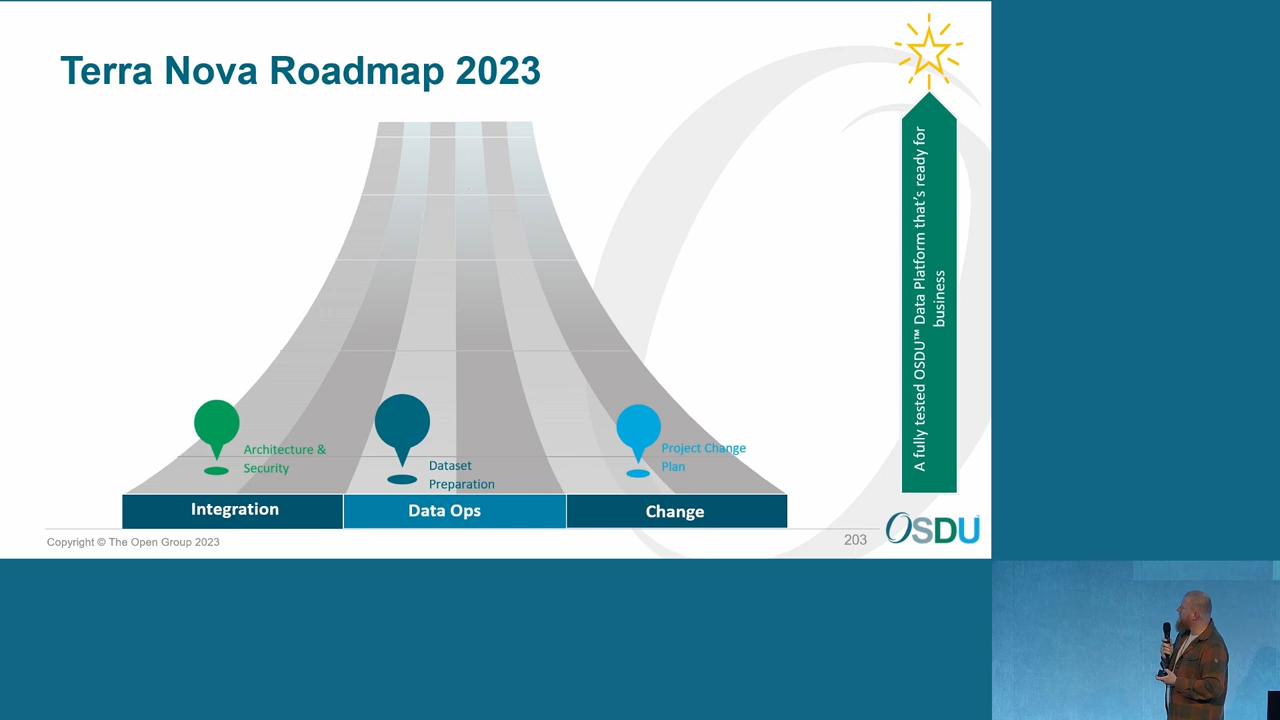 Terra Nova Roadmap 2023
A fully tested OSDU™ Data Platform that's ready for
business
Architecture &
Security
Dataset
Preparation
Project Change
Plan
Integration
Data Ops
Change
Copyright © The Open Group 2023
203
OSDU